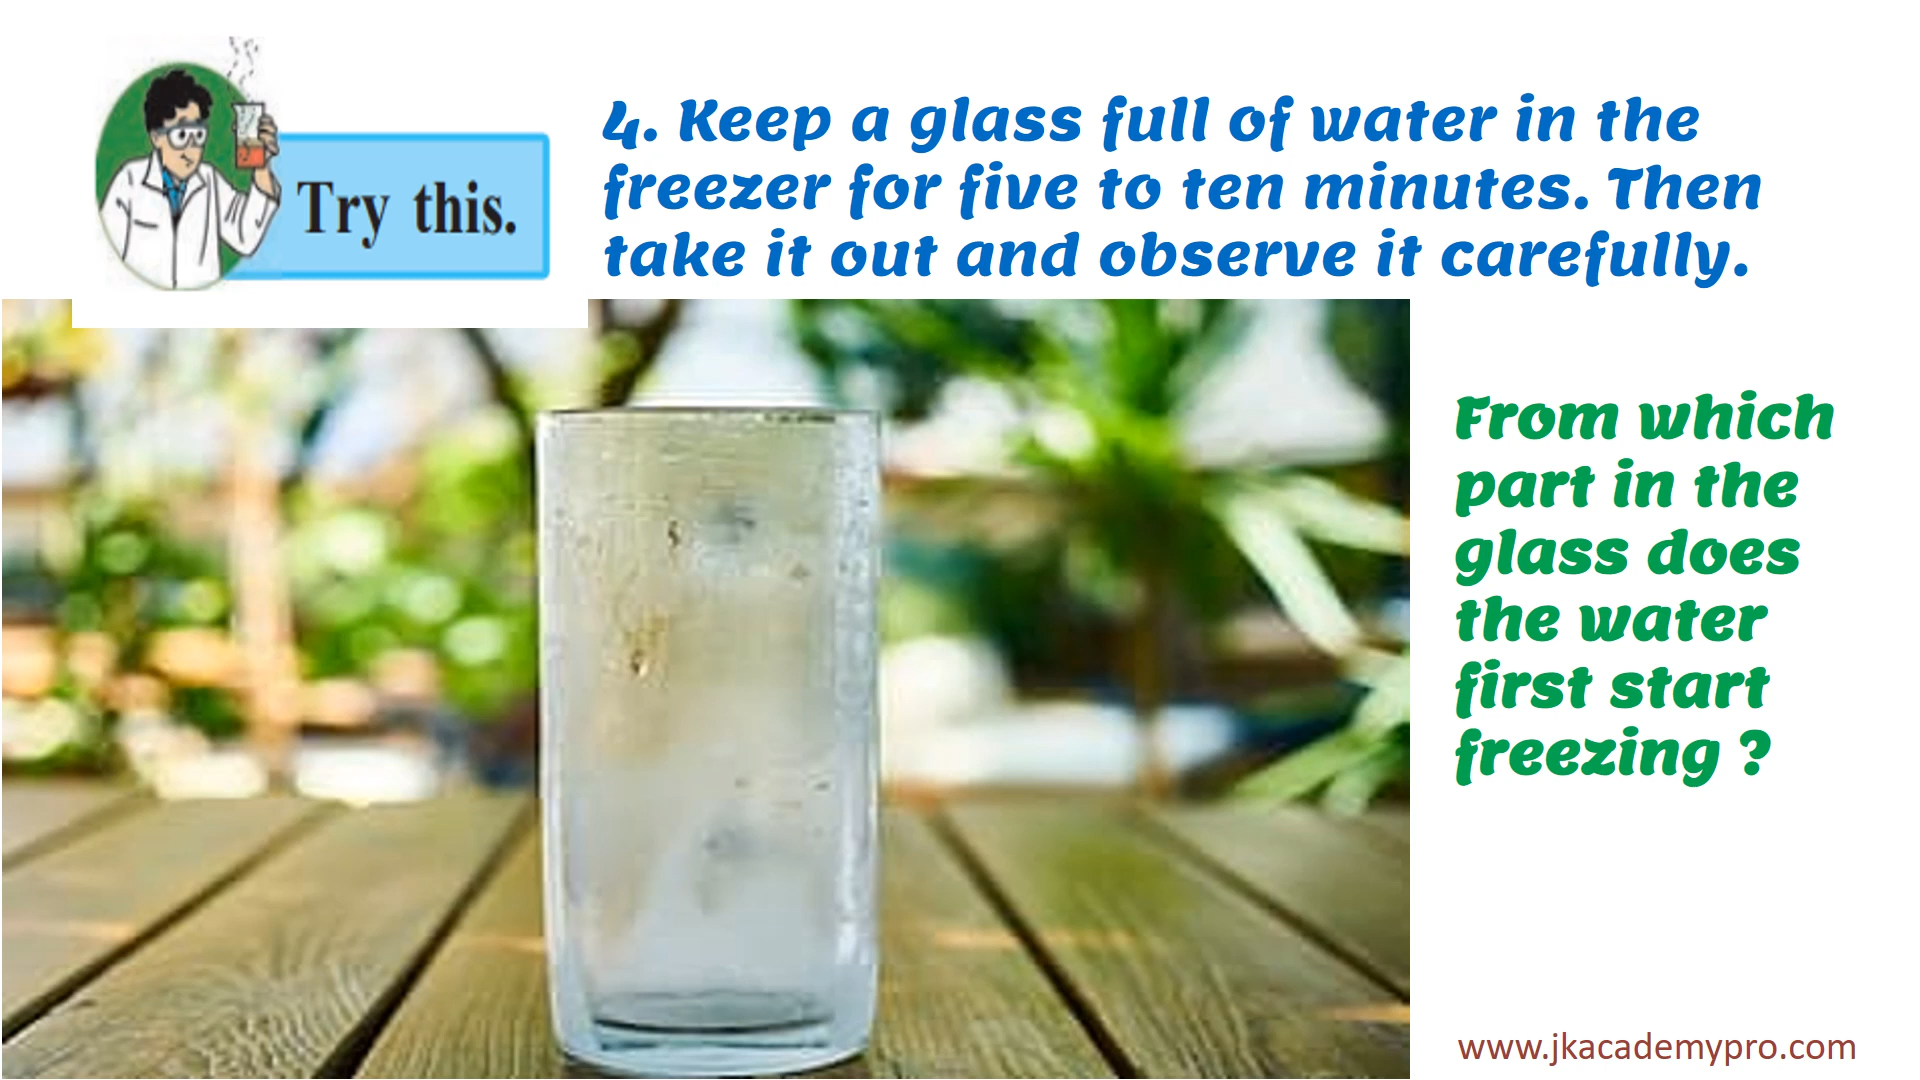 Try this.
4. Keep a glass full of water in the
freezer for five to ten minutes. Then
take it out and observe it carefully.
From which
part in the
glass does
the water
first start
freezing ?
www.jkacademypro.com